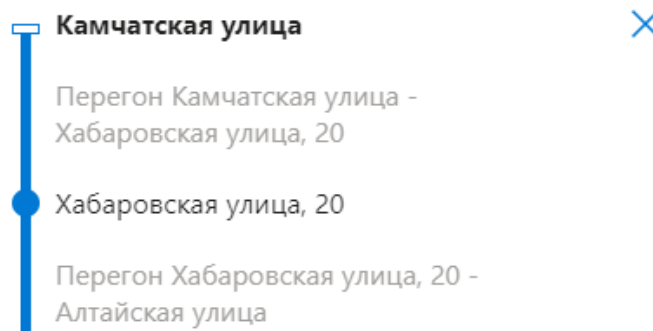 Камчатская улица
Перегон Камчатская улица -
Хабаровская улица, 20
Хабаровская улица, 20
Перегон Хабаровская улица, 20 -
Алтайская улица